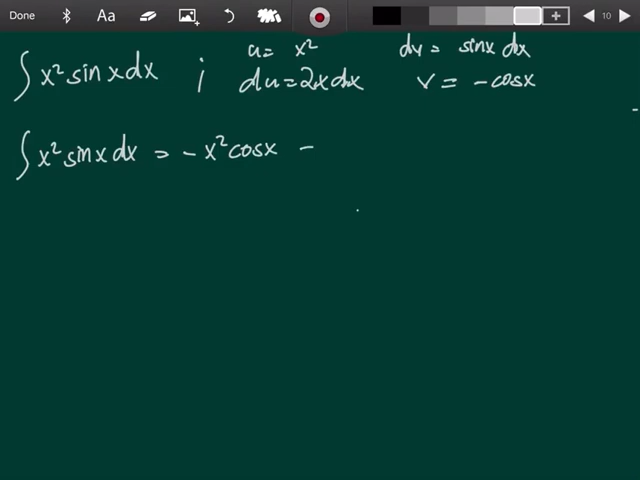 Done Aa 10
u = x² dv = sinx dx
∫ x² sin x dx ; du = 2x dx v = - cosx
∫ x² sin x dx = - x² cosx -